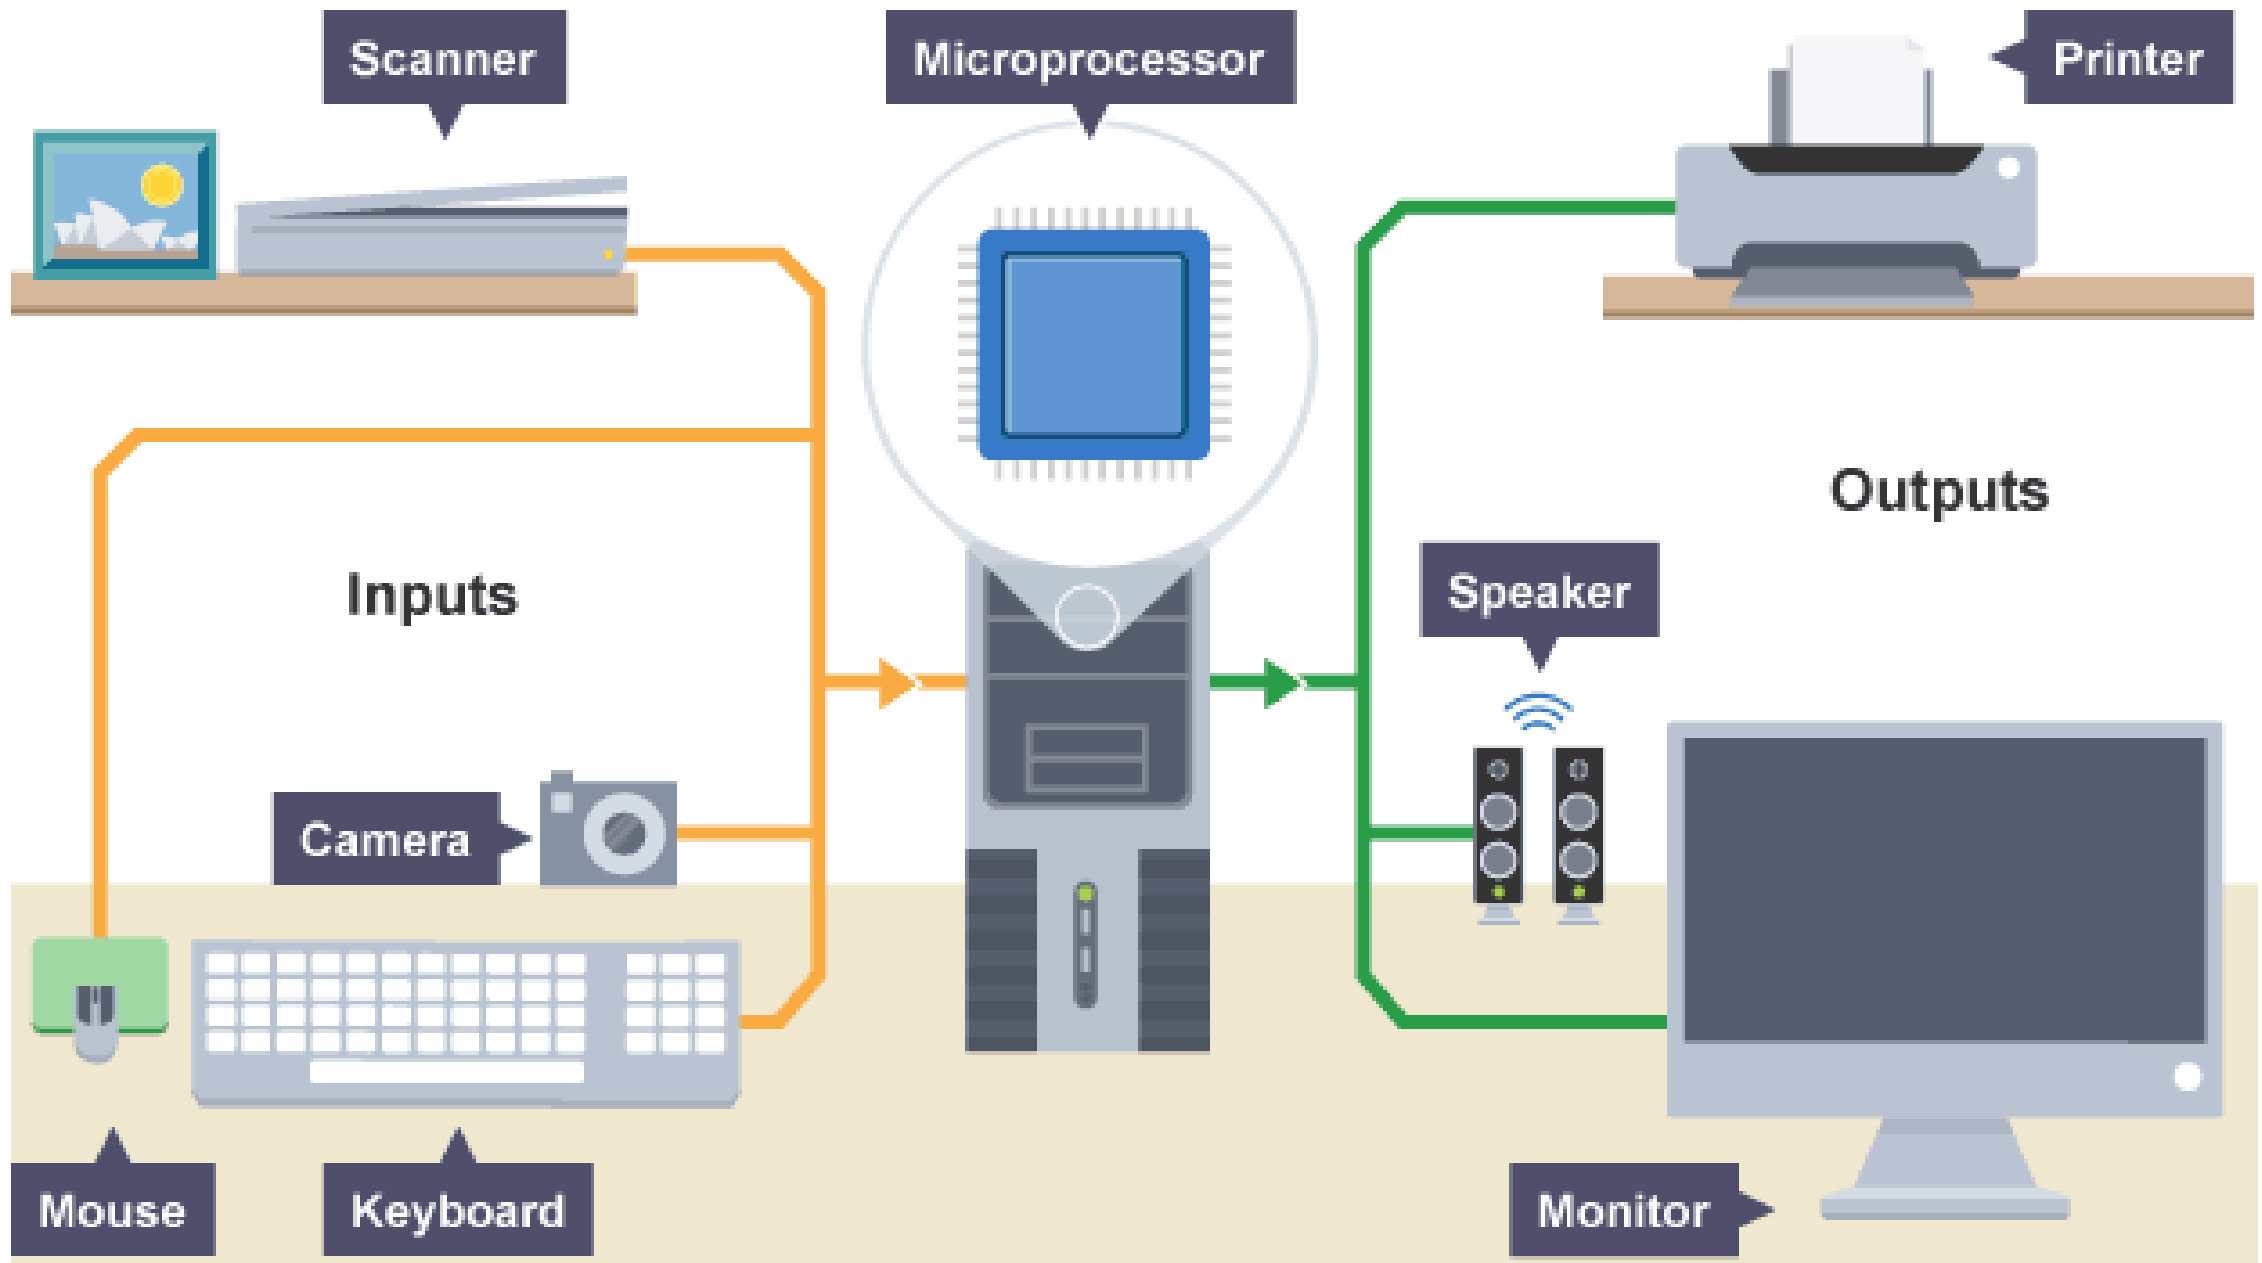 Scanner
Microprocessor
Printer
Inputs
Outputs
Speaker
Camera
Mouse
Keyboard
Monitor